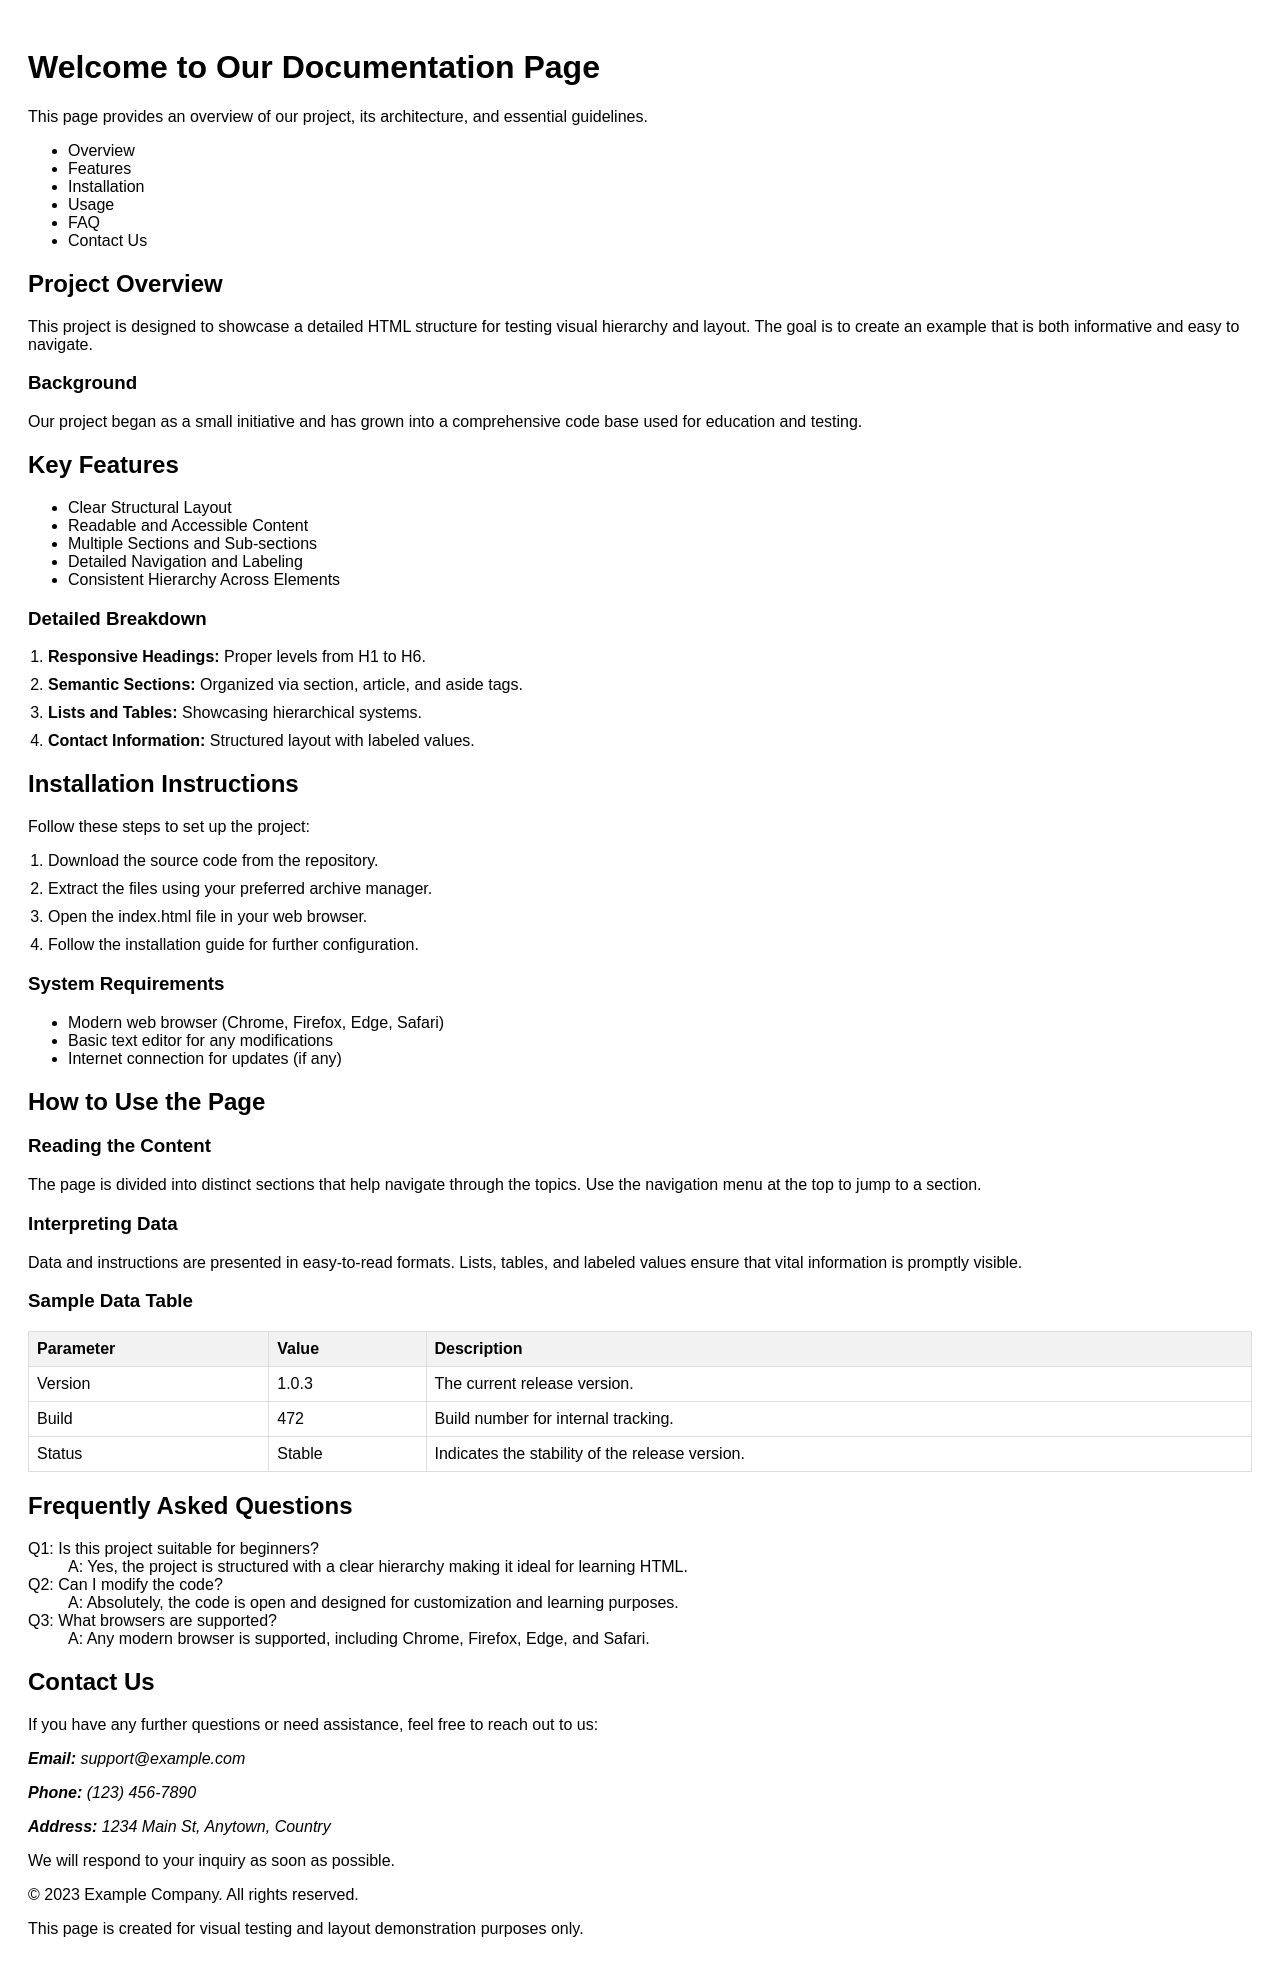 Welcome to Our Documentation Page
This page provides an overview of our project, its architecture, and essential guidelines.
• Overview
• Features
• Installation
• Usage
• FAQ
• Contact Us
Project Overview
This project is designed to showcase a detailed HTML structure for testing visual hierarchy and layout. The goal is to create an example that is both informative and easy to
navigate.
Background
Our project began as a small initiative and has grown into a comprehensive code base used for education and testing.
Key Features
• Clear Structural Layout
• Readable and Accessible Content
• Multiple Sections and Sub-sections
• Detailed Navigation and Labeling
• Consistent Hierarchy Across Elements
Detailed Breakdown
1. Responsive Headings: Proper levels from H1 to H6.
2. Semantic Sections: Organized via section, article, and aside tags.
3. Lists and Tables: Showcasing hierarchical systems.
4. Contact Information: Structured layout with labeled values.
Installation Instructions
Follow these steps to set up the project:
1. Download the source code from the repository.
2. Extract the files using your preferred archive manager.
3. Open the index.html file in your web browser.
4. Follow the installation guide for further configuration.
System Requirements
• Modern web browser (Chrome, Firefox, Edge, Safari)
• Basic text editor for any modifications
• Internet connection for updates (if any)
How to Use the Page
Reading the Content
The page is divided into distinct sections that help navigate through the topics. Use the navigation menu at the top to jump to a section.
Interpreting Data
Data and instructions are presented in easy-to-read formats. Lists, tables, and labeled values ensure that vital information is promptly visible.
Sample Data Table
Parameter Value Description
Version 1.0.3 The current release version.
Build 472 Build number for internal tracking.
Status Stable Indicates the stability of the release version.
Frequently Asked Questions
Q1: Is this project suitable for beginners?
A: Yes, the project is structured with a clear hierarchy making it ideal for learning HTML.
Q2: Can I modify the code?
A: Absolutely, the code is open and designed for customization and learning purposes.
Q3: What browsers are supported?
A: Any modern browser is supported, including Chrome, Firefox, Edge, and Safari.
Contact Us
If you have any further questions or need assistance, feel free to reach out to us:
Email: support@example.com
Phone: (123) 456-7890
Address: 1234 Main St, Anytown, Country
We will respond to your inquiry as soon as possible.
© 2023 Example Company. All rights reserved.
This page is created for visual testing and layout demonstration purposes only.